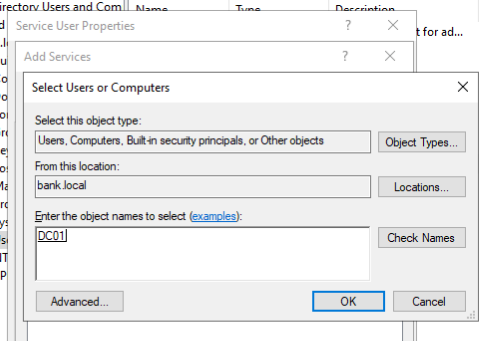 irectory Users and Com
Name Type Description
Service User Properties ? ×
t for ad...
Add Services ? ×
Select Users or Computers ×
Select this object type:
Users, Computers, Built-in security principals, or Other objects Object Types...
From this location:
bank.local Locations...
Enter the object names to select (examples):
DC01 Check Names
Advanced... OK Cancel